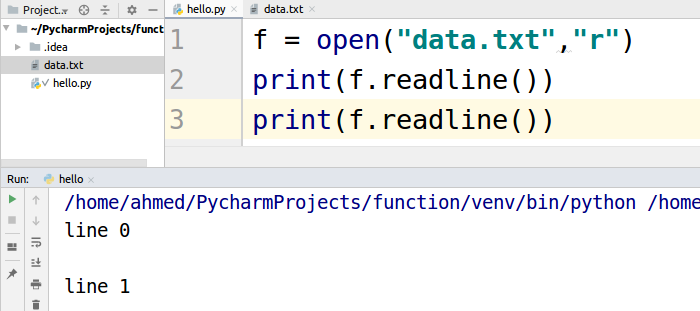 Project...
hello.py
data.txt
~/PycharmProjects/funct
.idea
data.txt
hello.py
1 f = open("data.txt","r")
2 print(f.readline())
3 print(f.readline())
Run: hello
/home/ahmed/PycharmProjects/function/venv/bin/python /home
line 0
line 1